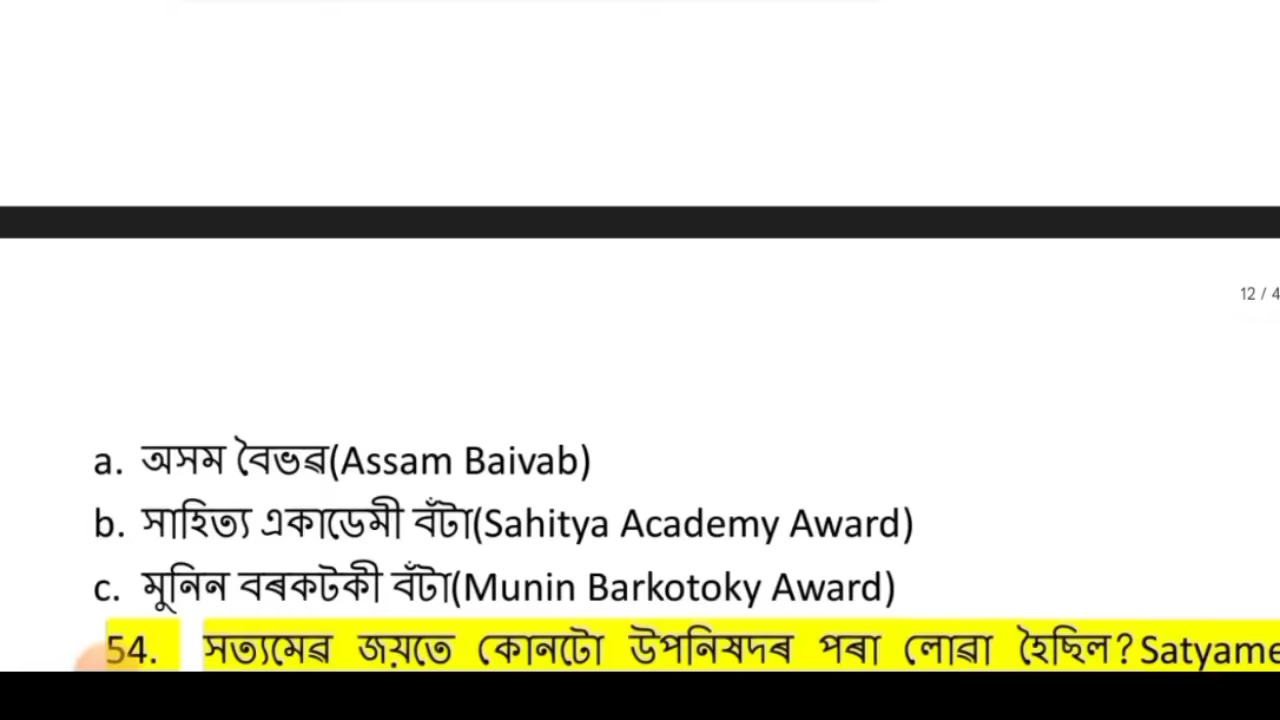 12 / 4
a. অসম বৈভৱ(Assam Baivab)
b. সাহিত্য একাডেমী বঁটা(Sahitya Academy Award)
c. মুনিন বৰকটকী বঁটা(Munin Barkotoky Award)
54. সত্যমেৱ জয়তে কোনটো উপনিষদৰ পৰা লোৱা হৈছিল? Satyame